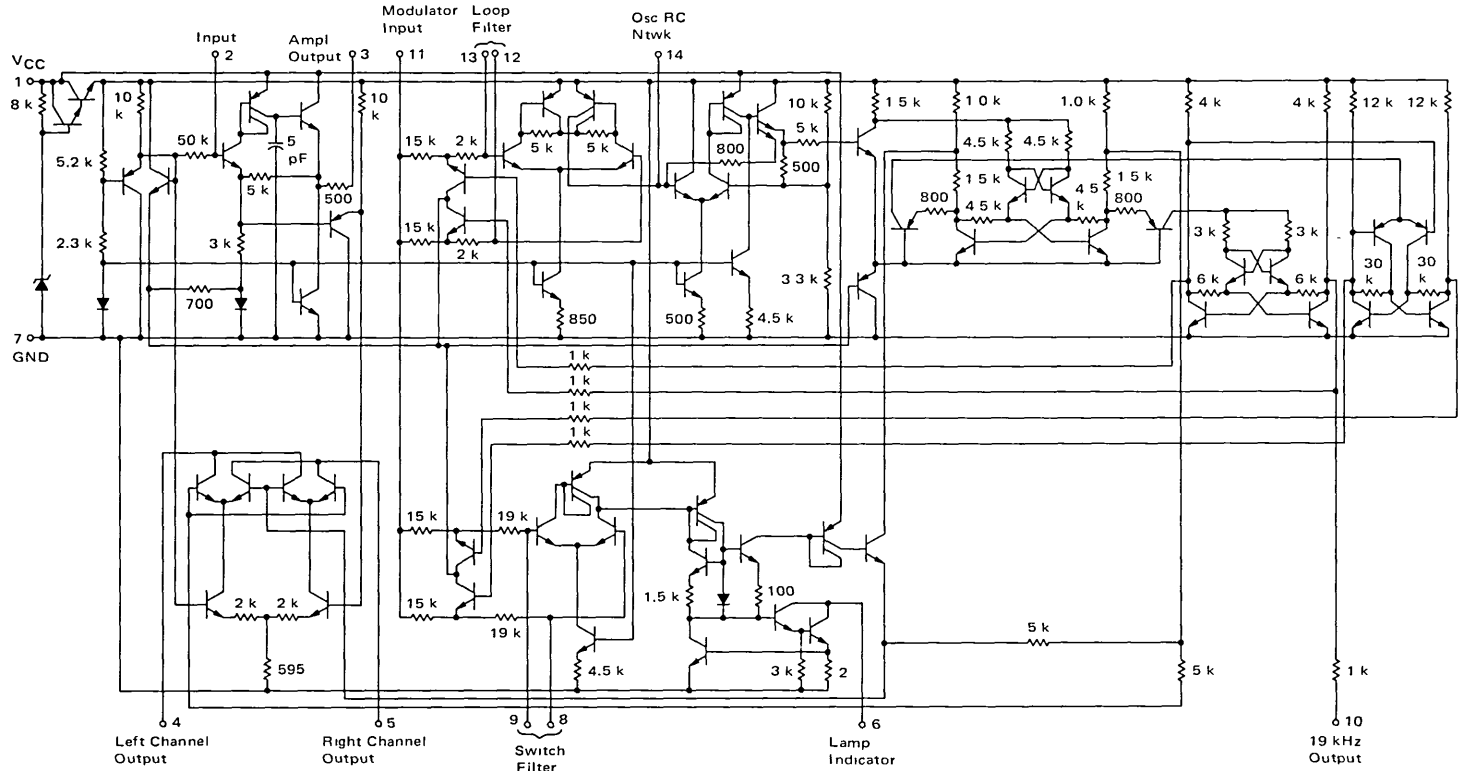 Modulator Input
11
Loop Filter
13 12
Osc RC Ntwk
14
Input
2
Ampl Output
3
VCC
1
8 k
10 k
50 k
5 pF
10 k
5.2 k
5 k
500
2.3 k
3 k
700
7
GND
15 k
2 k
15 k
2 k
5 k
5 k
800
10 k
5 k
500
850
500
4.5 k
3 3 k
1 5 k
1 0 k
1.0 k
4.5 k
4.5 k
1 5 k
1 5 k
800
4 5 k
4 5 k
800
4 k
4 k
12 k
12 k
3 k
3 k
6 k
6 k
30 k
30 k
1 k
1 k
1 k
1 k
15 k
19 k
15 k
19 k
2 k
2 k
595
4.5 k
1.5 k
100
3 k
2
5 k
5 k
1 k
4
Left Channel Output
5
Right Channel Output
9 8
Switch Filter
6
Lamp Indicator
10
19 kHz Output